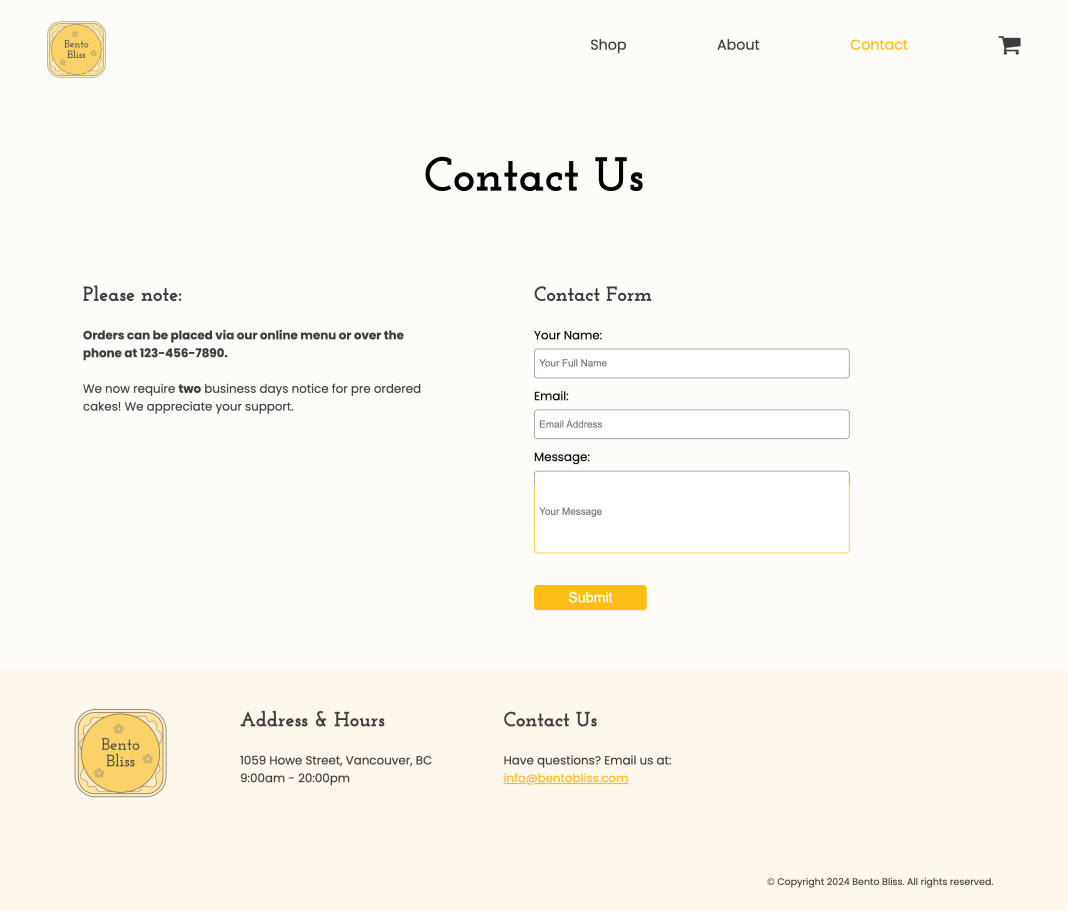 Bento
Bliss
Shop
About
Contact
Contact Us
Please note:
Orders can be placed via our online menu or over the
phone at 123-456-7890.
We now require two business days notice for pre ordered
cakes! We appreciate your support.
Contact Form
Your Name:
Your Full Name
Email:
Email Address
Message:
Your Message
Submit
Bento
Bliss
Address & Hours
1059 Howe Street, Vancouver, BC
9:00am - 20:00pm
Contact Us
Have questions? Email us at:
info@bentobliss.com
© Copyright 2024 Bento Bliss. All rights reserved.